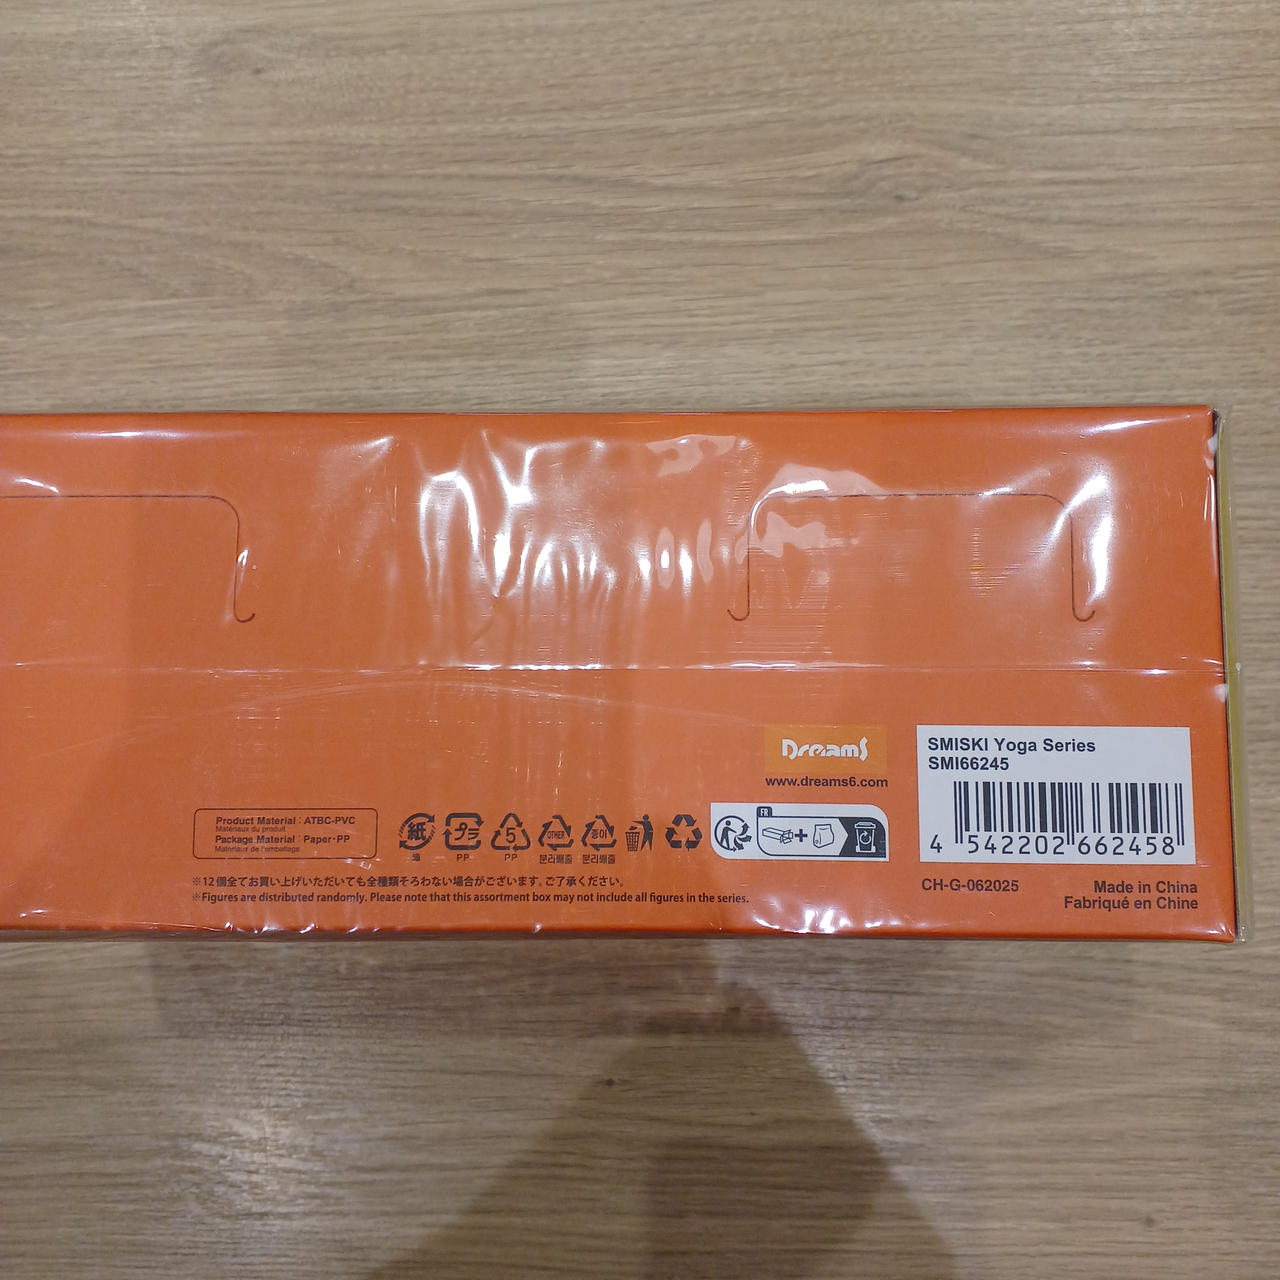 DreamS
www.dreams6.com
SMISKI Yoga Series
SMI66245
4 542202 662458
Product Material : ATBC-PVC
Matériaux du produit
Package Material : Paper・PP
Matériaux de l'emballage
紙
箱
プラ
PP
5
PP
OTHER
분리배출
종이
분리배출
FR
※12個全てお買い上げいただいても全種類そろわない場合がございます。ご了承ください。
※Figures are distributed randomly. Please note that this assortment box may not include all figures in the series.
CH-G-062025
Made in China
Fabriqué en Chine